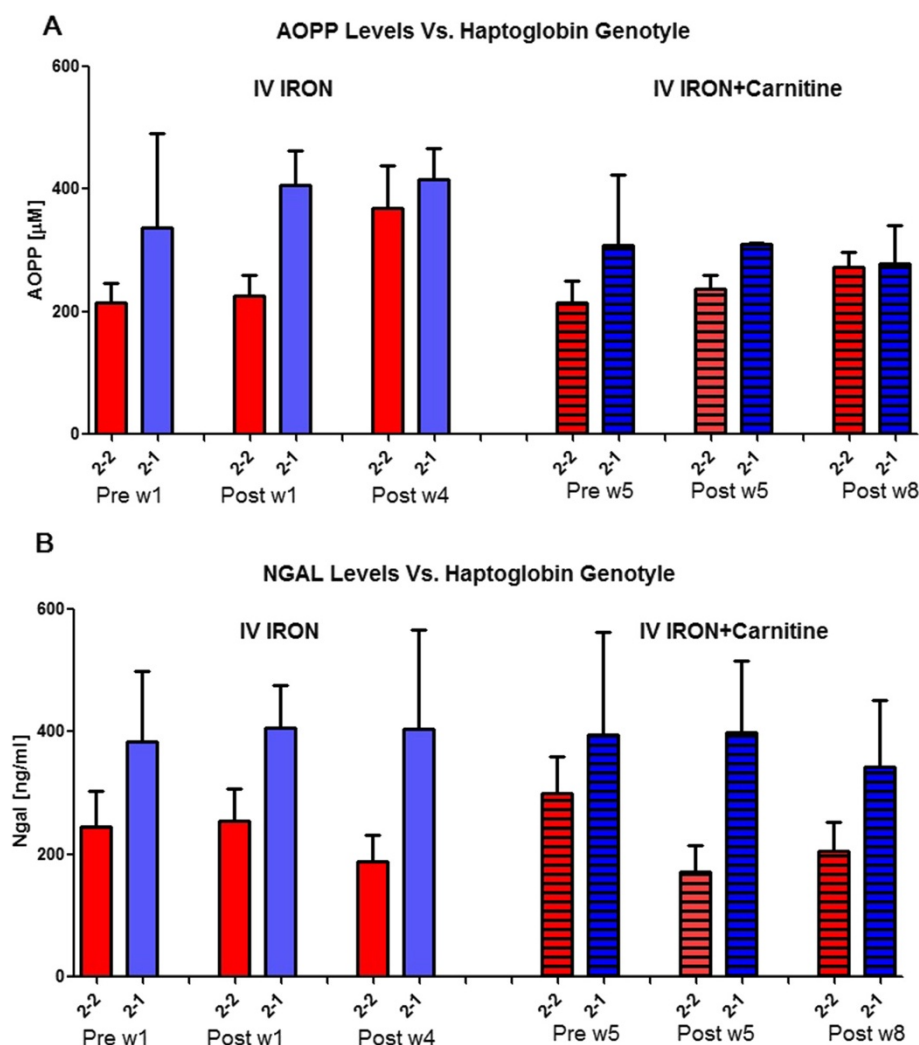 A
AOPP Levels Vs. Haptoglobin Genotyle
IV IRON
IV IRON+Carnitine
AOPP [µM]
600
400
200
0
2-2 2-1 2-2 2-1 2-2 2-1 2-2 2-1 2-2 2-1 2-2 2-1
Pre w1 Post w1 Post w4 Pre w5 Post w5 Post w8
B
NGAL Levels Vs. Haptoglobin Genotyle
IV IRON
IV IRON+Carnitine
Ngal [ng/ml]
600
400
200
0
2-2 2-1 2-2 2-1 2-2 2-1 2-2 2-1 2-2 2-1 2-2 2-1
Pre w1 Post w1 Post w4 Pre w5 Post w5 Post w8